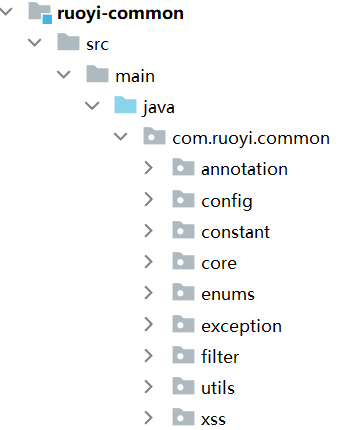 ruoyi-common
src
main
java
com.ruoyi.common
annotation
config
constant
core
enums
exception
filter
utils
xss